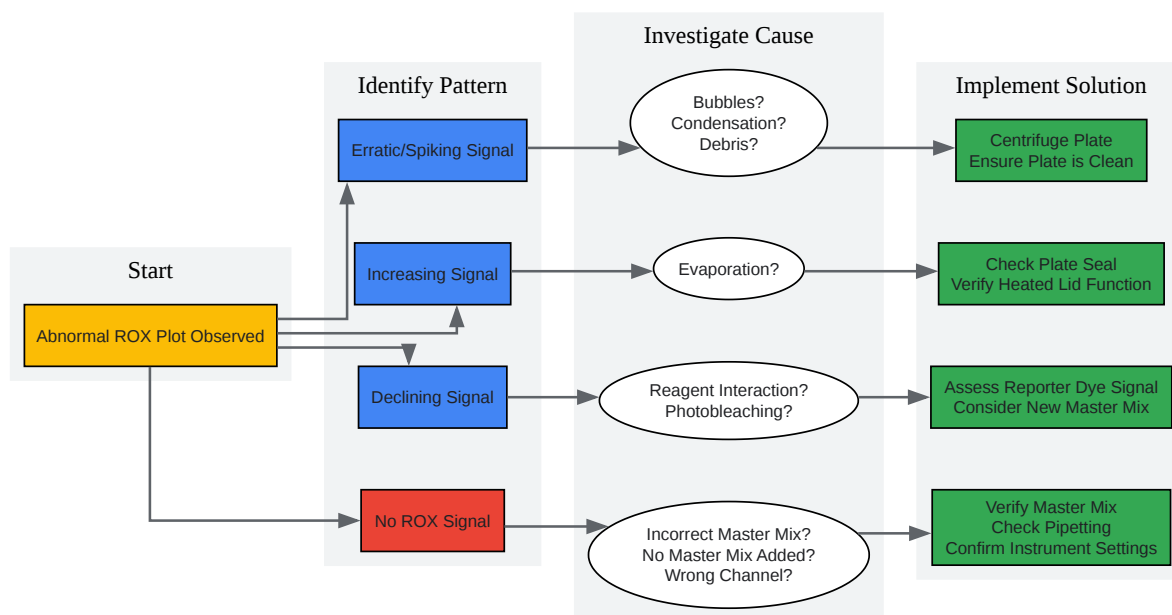 Start
Abnormal ROX Plot Observed
Identify Pattern
Erratic/Spiking Signal
Increasing Signal
Declining Signal
No ROX Signal
Investigate Cause
Bubbles?
Condensation?
Debris?
Evaporation?
Reagent Interaction?
Photobleaching?
Incorrect Master Mix?
No Master Mix Added?
Wrong Channel?
Implement Solution
Centrifuge Plate
Ensure Plate is Clean
Check Plate Seal
Verify Heated Lid Function
Assess Reporter Dye Signal
Consider New Master Mix
Verify Master Mix
Check Pipetting
Confirm Instrument Settings